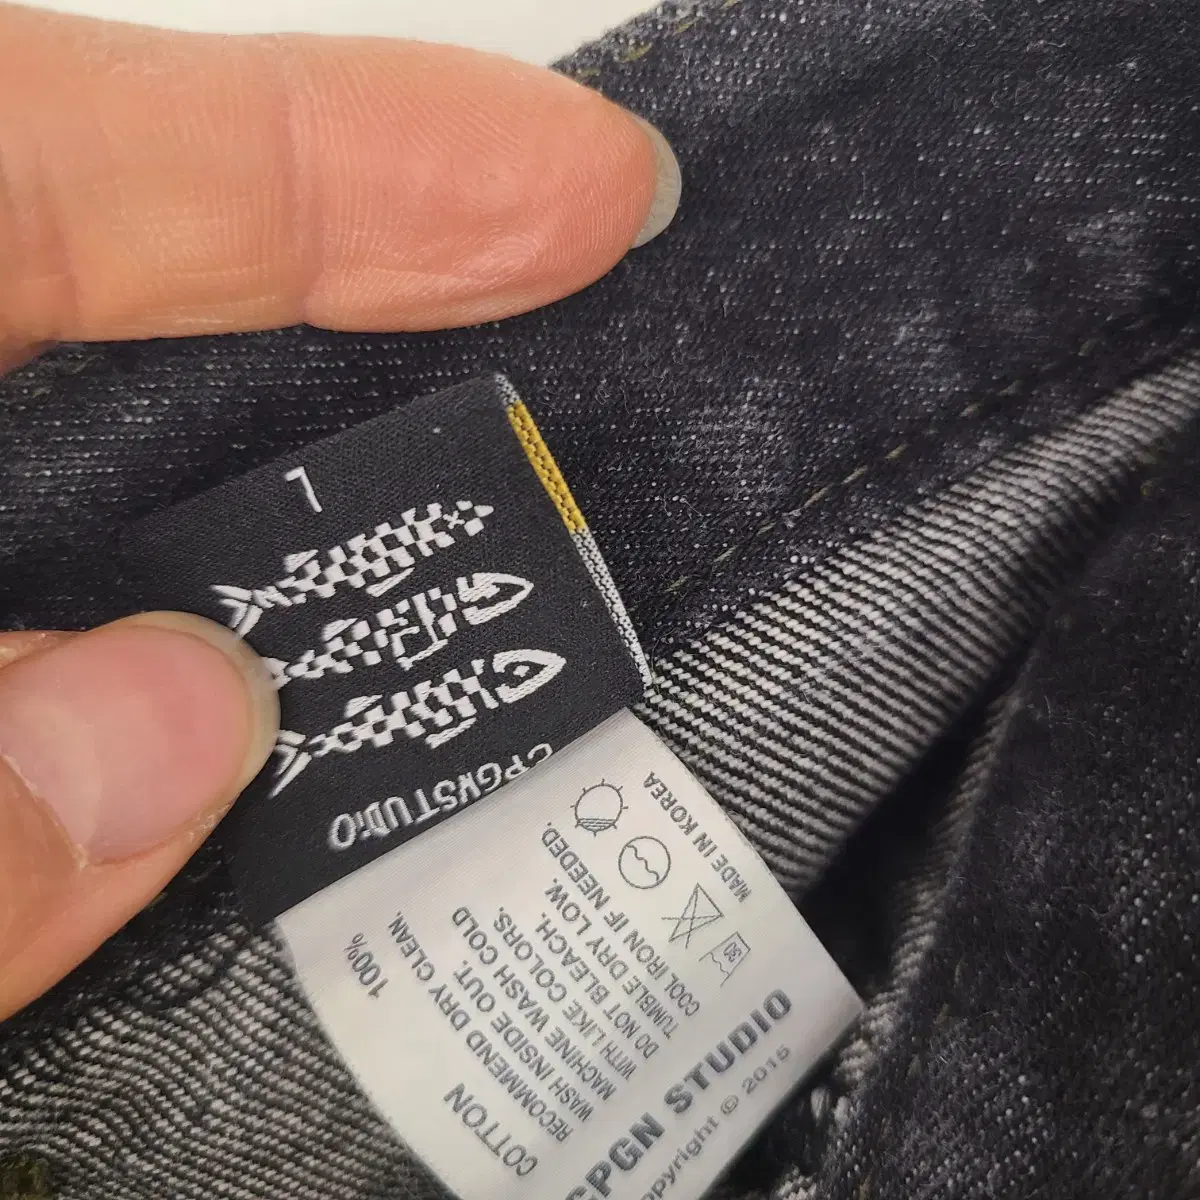 L
CPGNSTUDiO
COTTON 100%
RECOMMEND DRY CLEAN.
WASH INSIDE OUT.
MACHINE WASH COLD
WITH LIKE COLORS.
DO NOT BLEACH.
TUMBLE DRY LOW.
COOL IRON IF NEEDED.
30
MADE IN KOREA
CPGN STUDIO
Copyright © 2015